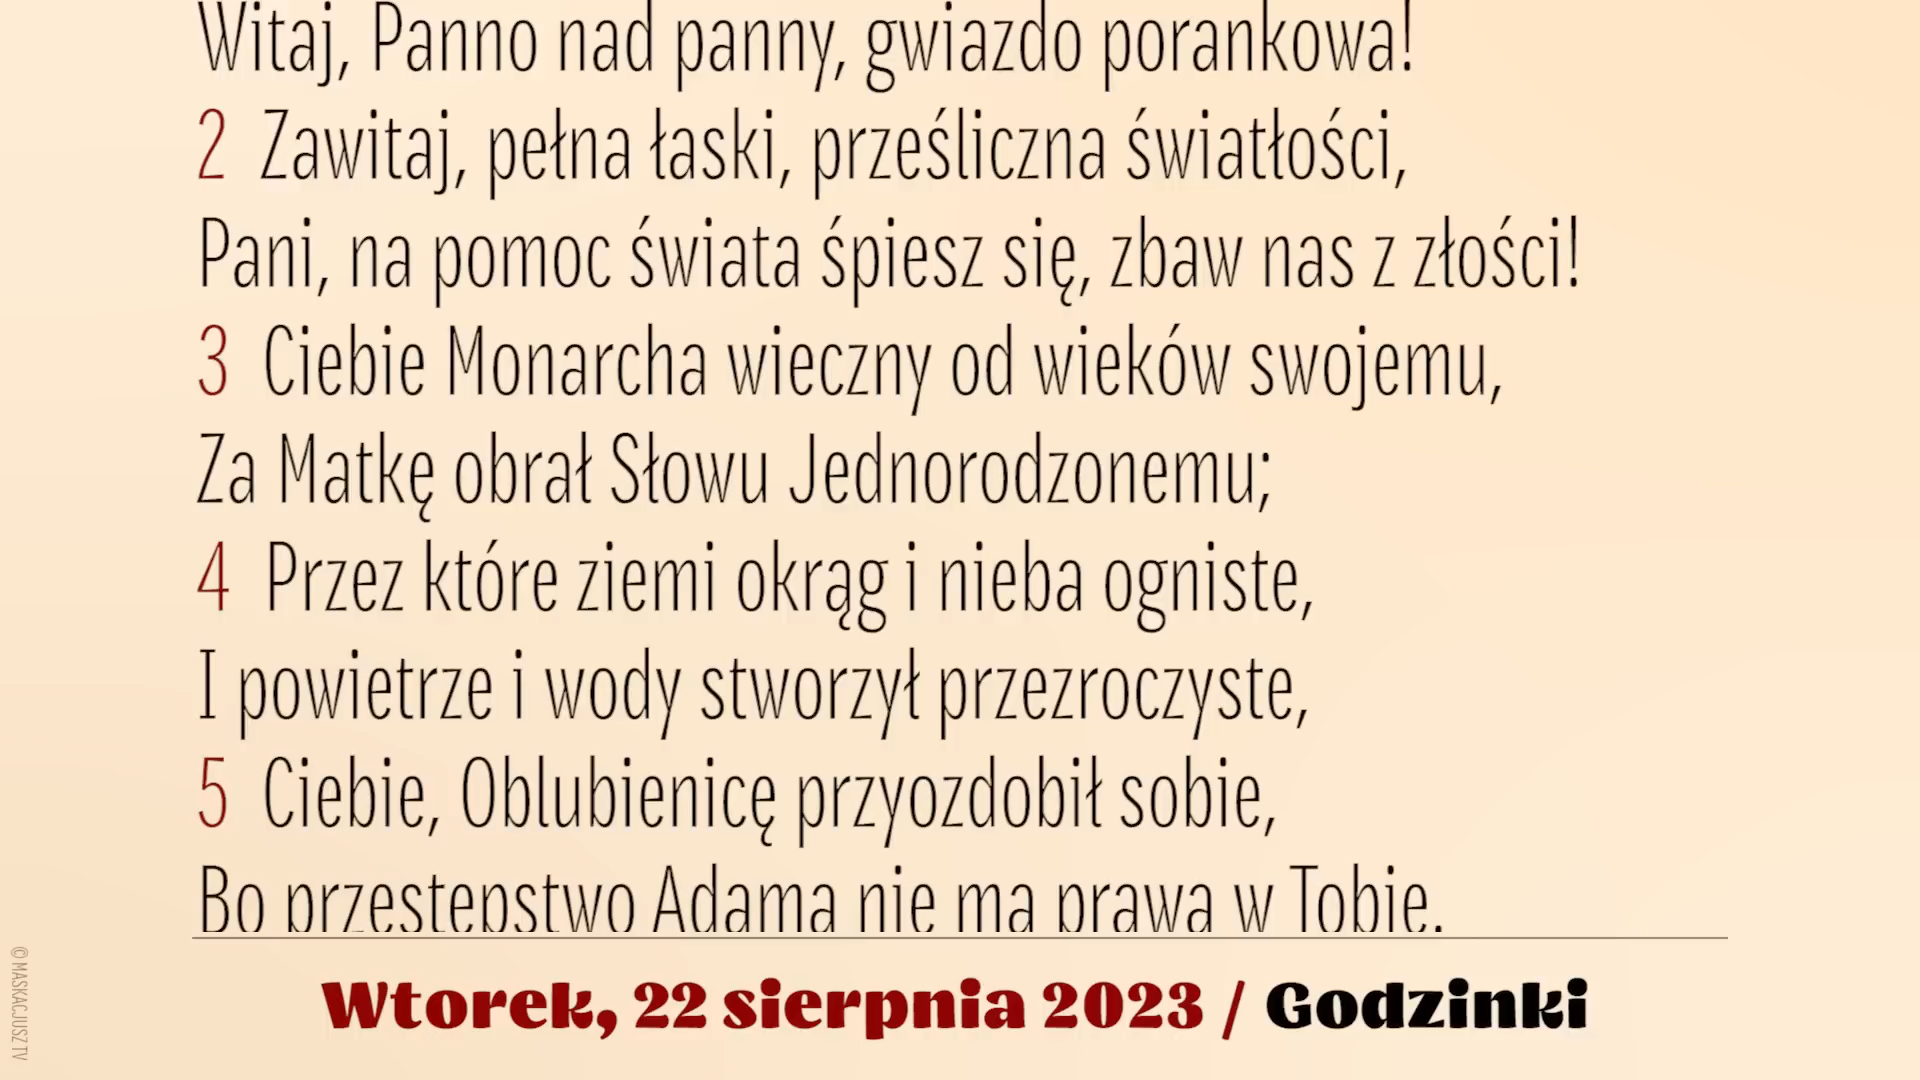 Witaj, Panno nad panny, gwiazdo porankowa!
2 Zawitaj, pełna łaski, prześliczna światłości,
Pani, na pomoc świata śpiesz się, zbaw nas z złości!
3 Ciebie Monarcha wieczny od wieków swojemu,
Za Matkę obrał Słowu Jednorodzonemu;
4 Przez które ziemi okrąg i nieba ogniste,
I powietrze i wody stworzył przezroczyste,
5 Ciebie, Oblubienicę przyozdobił sobie,
Bo przestępstwo Adama nie ma prawa w Tobie.
Wtorek, 22 sierpnia 2023 / Godzinki
© MASKACJUSZ TV